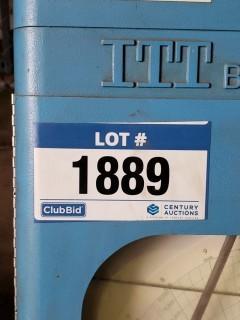 ITT B
LOT #
1889
ClubBid
CENTURY
AUCTIONS